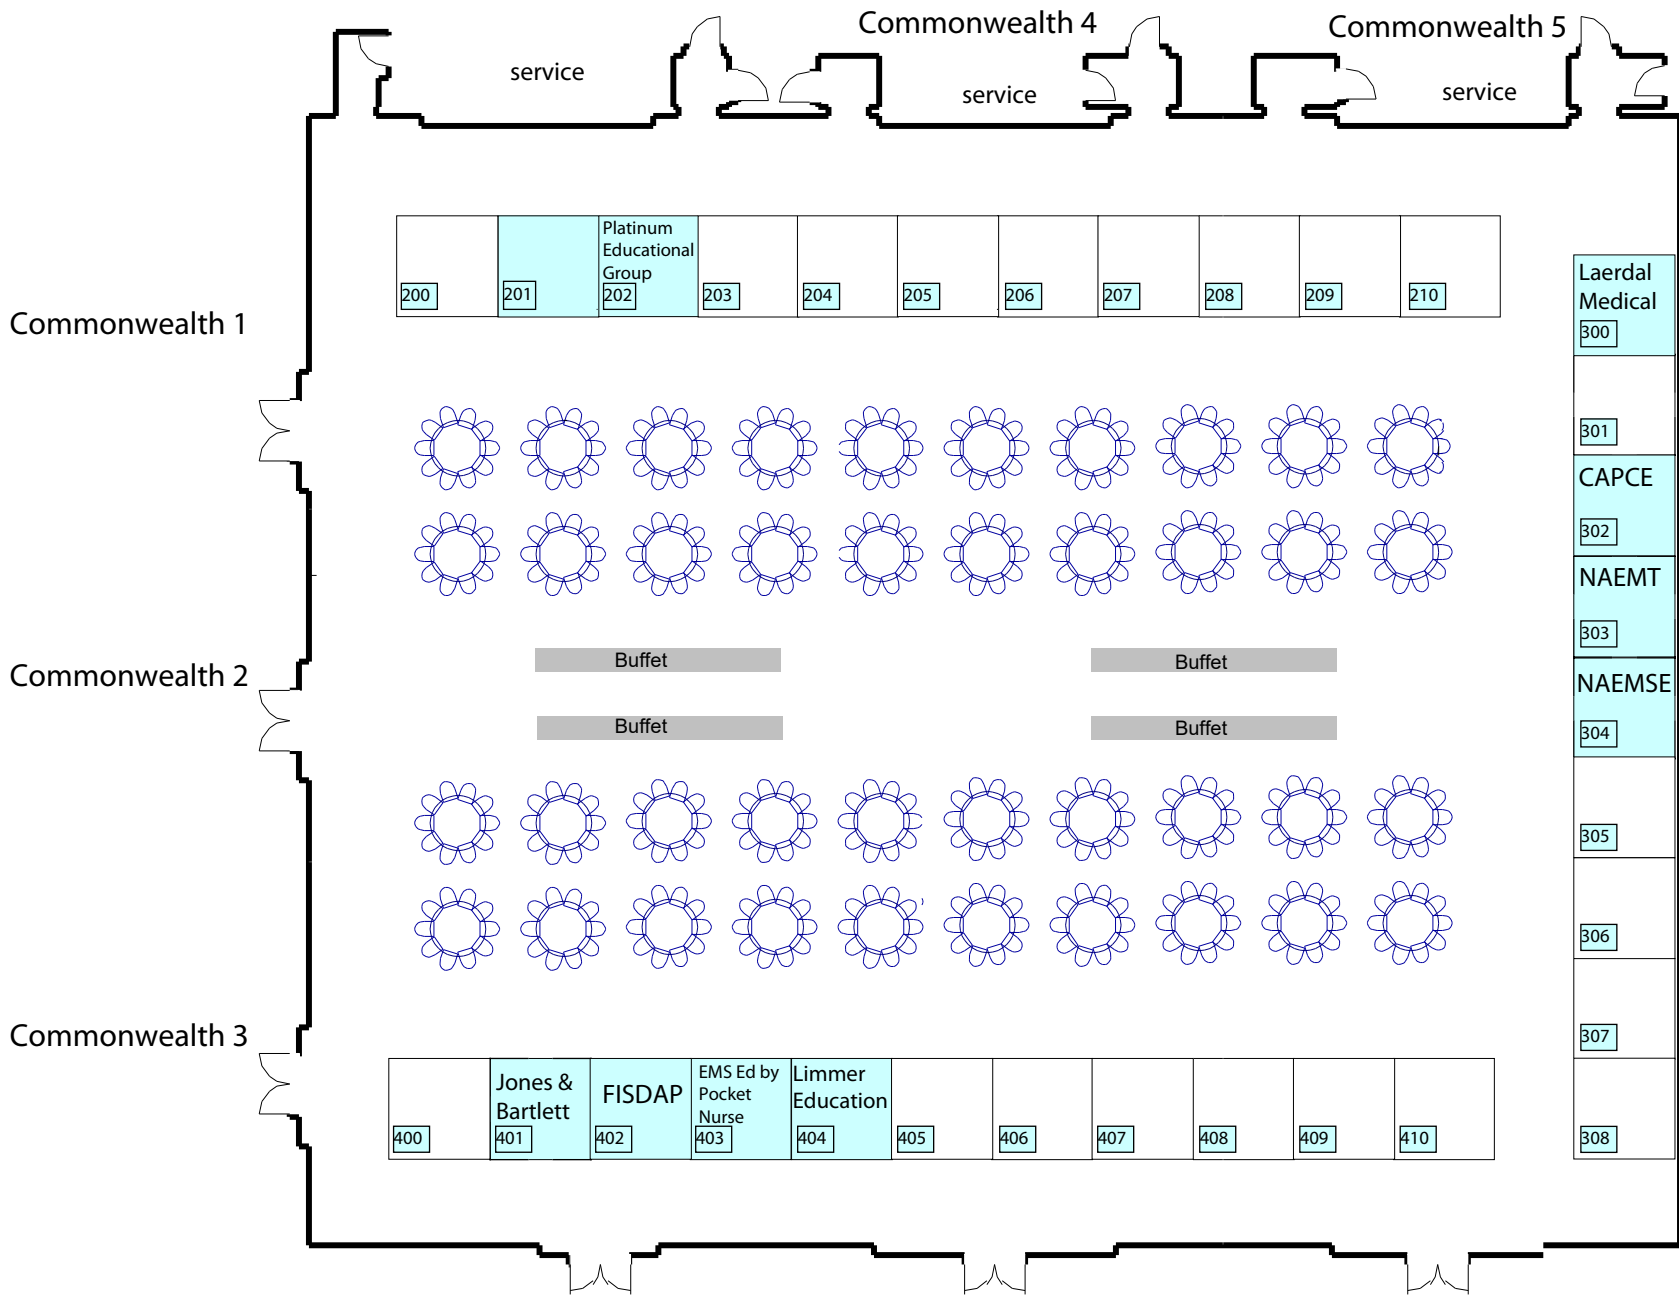 Commonwealth 4
Commonwealth 5
service
service
service
Platinum
Educational
Group
200
201
202
203
204
205
206
207
208
209
210
Laerdal
Medical
300
Commonwealth 1
301
CAPCE
302
NAEMT
303
Buffet
Buffet
Commonwealth 2
NAEMSE
304
Buffet
Buffet
305
306
307
Commonwealth 3
Jones &
Bartlett
401
FISDAP
402
EMS Ed by
Pocket
Nurse
403
Limmer
Education
404
400
405
406
407
408
409
410
308